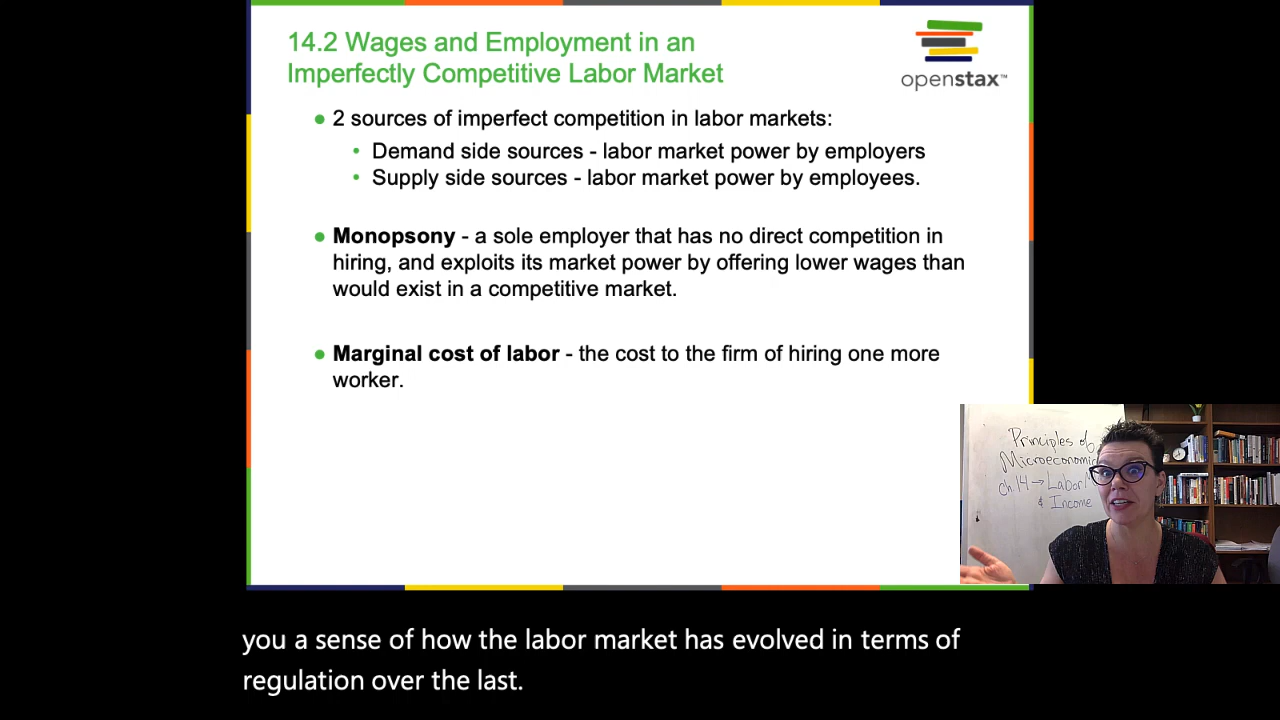 14.2 Wages and Employment in an
Imperfectly Competitive Labor Market
openstax™
● 2 sources of imperfect competition in labor markets:
• Demand side sources - labor market power by employers
• Supply side sources - labor market power by employees.
● Monopsony - a sole employer that has no direct competition in
hiring, and exploits its market power by offering lower wages than
would exist in a competitive market.
● Marginal cost of labor - the cost to the firm of hiring one more
worker.
Principles of
Microeconomic
Ch.14 → Labor
& Income
you a sense of how the labor market has evolved in terms of
regulation over the last.